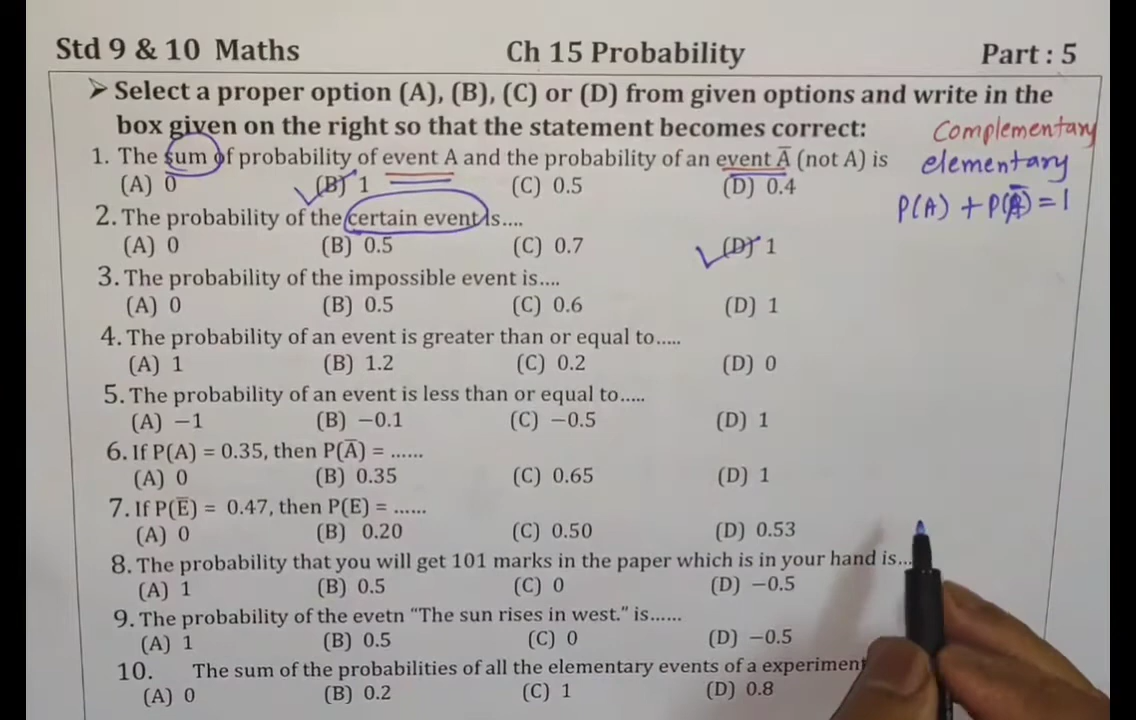 Std 9 & 10 Maths Ch 15 Probability Part : 5
➢ Select a proper option (A), (B), (C) or (D) from given options and write in the
box given on the right so that the statement becomes correct:
Complementary
1. The sum of probability of event A and the probability of an event A̅ (not A) is
elementary
(A) 0 (B) 1 (C) 0.5 (D) 0.4
P(A) + P(A̅) = 1
2. The probability of the certain event is....
(A) 0 (B) 0.5 (C) 0.7 (D) 1
3. The probability of the impossible event is....
(A) 0 (B) 0.5 (C) 0.6 (D) 1
4. The probability of an event is greater than or equal to.....
(A) 1 (B) 1.2 (C) 0.2 (D) 0
5. The probability of an event is less than or equal to.....
(A) −1 (B) −0.1 (C) −0.5 (D) 1
6. If P(A) = 0.35, then P(A̅) = ......
(A) 0 (B) 0.35 (C) 0.65 (D) 1
7. If P(E̅) = 0.47, then P(E) = ......
(A) 0 (B) 0.20 (C) 0.50 (D) 0.53
8. The probability that you will get 101 marks in the paper which is in your hand is...
(A) 1 (B) 0.5 (C) 0 (D) −0.5
9. The probability of the evetn “The sun rises in west.” is......
(A) 1 (B) 0.5 (C) 0 (D) −0.5
10. The sum of the probabilities of all the elementary events of a experiment
(A) 0 (B) 0.2 (C) 1 (D) 0.8